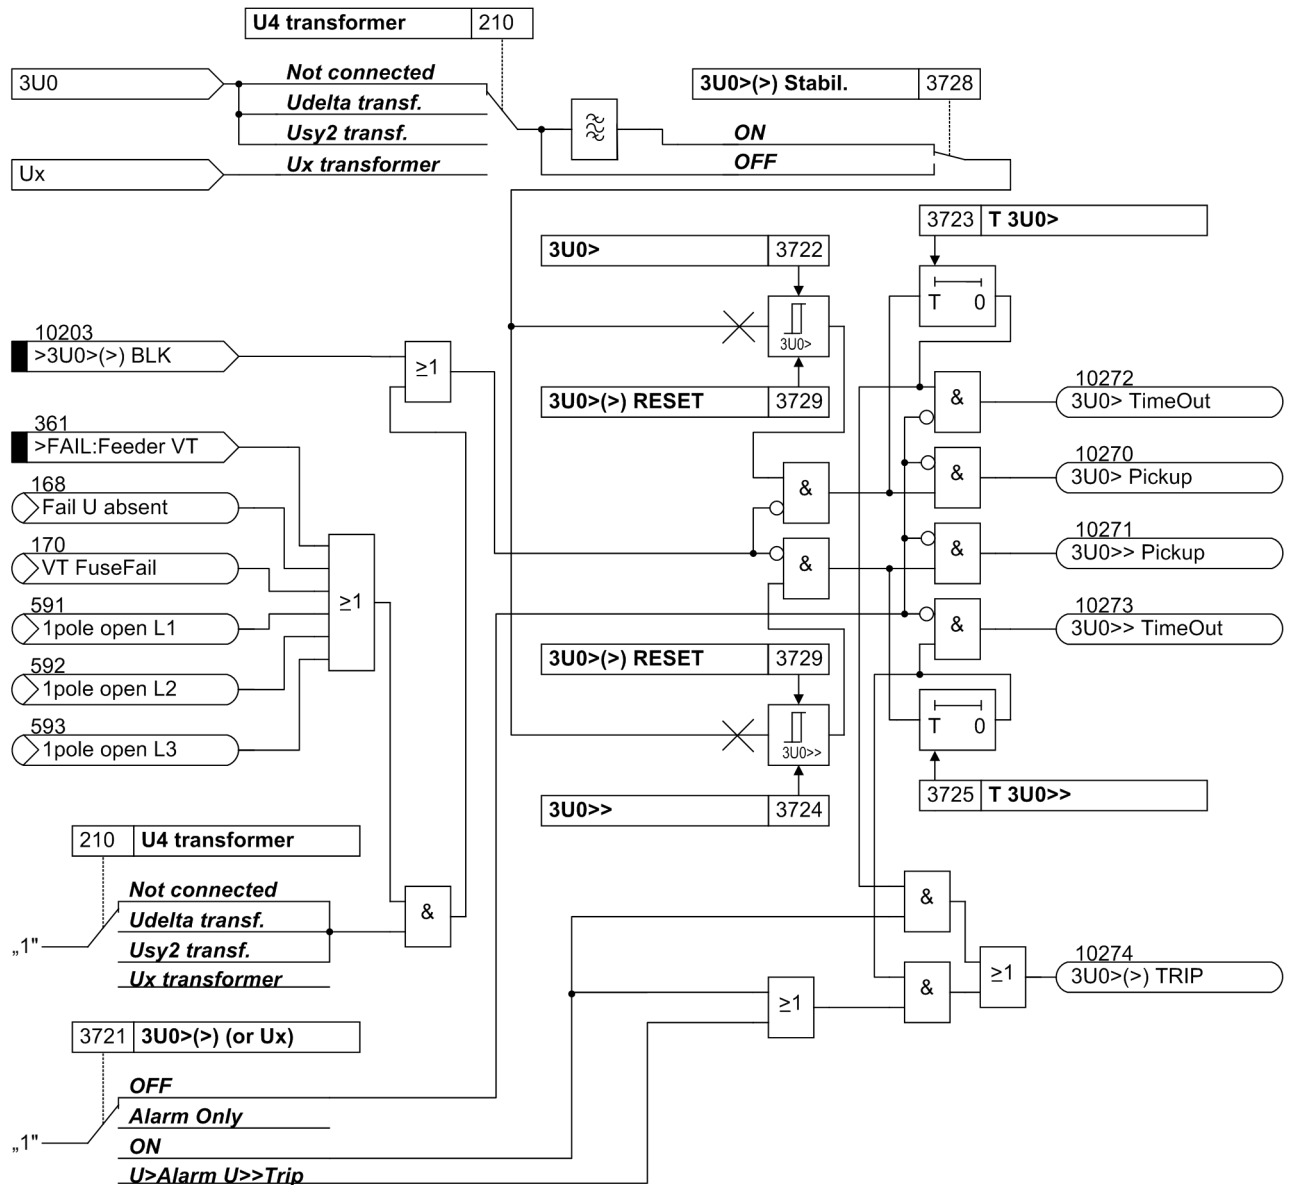 U4 transformer 210
3U0
Not connected
Udelta transf.
Usy2 transf.
Ux transformer
Ux
3U0>(>) Stabil. 3728
ON
OFF
3723 T 3U0>
3U0> 3722
T 0
3U0>
3U0>(>) RESET 3729
10203
>3U0>(>) BLK
≥1
361
>FAIL:Feeder VT
168
Fail U absent
170
VT FuseFail
591
1pole open L1
592
1pole open L2
593
1pole open L3
≥1
&
&
&
10272
3U0> TimeOut
&
10270
3U0> Pickup
&
10271
3U0>> Pickup
&
10273
3U0>> TimeOut
3U0>(>) RESET 3729
3U0>>
T 0
3U0>> 3724
3725 T 3U0>>
210 U4 transformer
Not connected
Udelta transf.
Usy2 transf.
Ux transformer
„1"
&
&
&
≥1
≥1
10274
3U0>(>) TRIP
3721 3U0>(>) (or Ux)
OFF
Alarm Only
ON
U>Alarm U>>Trip
„1"